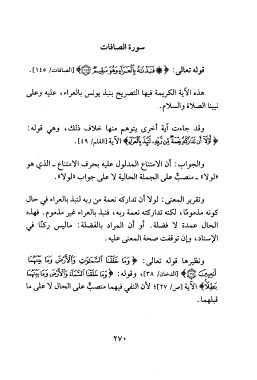 سورة الصافات
قوله تعالى: ﴿۞ فَنَبَذْنَٰهُ بِٱلْعَرَآءِ وَهُوَ سَقِيمٌ ﴾ [الصافات/ ١٤٥].
هذه الآية الكريمة فيها التصريح بنبذ يونس بالعراء، عليه وعلى
نبينا الصلاة والسلام.
وقد جاءت آية أخرى يتوهم منها خلاف ذلك، وهي قوله:
﴿لَّوْلَآ أَن تَدَٰرَكَهُۥ نِعْمَةٌ مِّن رَّبِّهِۦ لَنُبِذَ بِٱلْعَرَآءِ﴾ الآية [القلم/ ٤٩].
والجواب: أن الامتناع المدلول عليه بحرف الامتناع ـ الذي هو
«لولا» ـ منصبٌّ على الجملة الحالية لا على جواب «لولا».
وتقرير المعنى: لولا أن تداركه نعمة من ربه لنبذ بالعراء في حال
كونه مذمومًا، لكنه تداركته نعمة ربه، فنبذ بالعراء غير مذموم. فهذه
الحال عمدة لا فضلة. أو أن المراد بالفضلة: ماليس ركنًا في
الإسناد، وإن توقفت صحة المعنى عليه.
ونظيرها قوله تعالى: ﴿وَمَا خَلَقْنَا ٱلسَّمَٰوَٰتِ وَٱلْأَرْضَ وَمَا بَيْنَهُمَا
لَٰعِبِينَ ﴾ [الدخان/ ٣٨]، وقوله: ﴿وَمَا خَلَقْنَا ٱلسَّمَآءَ وَٱلْأَرْضَ وَمَا بَيْنَهُمَا
بَٰطِلًا﴾ الآية [ص/ ٢٧]؛ لأن النفي فيهما منصبٌّ على الحال لا على ما
قبلهما.
٢٧٠